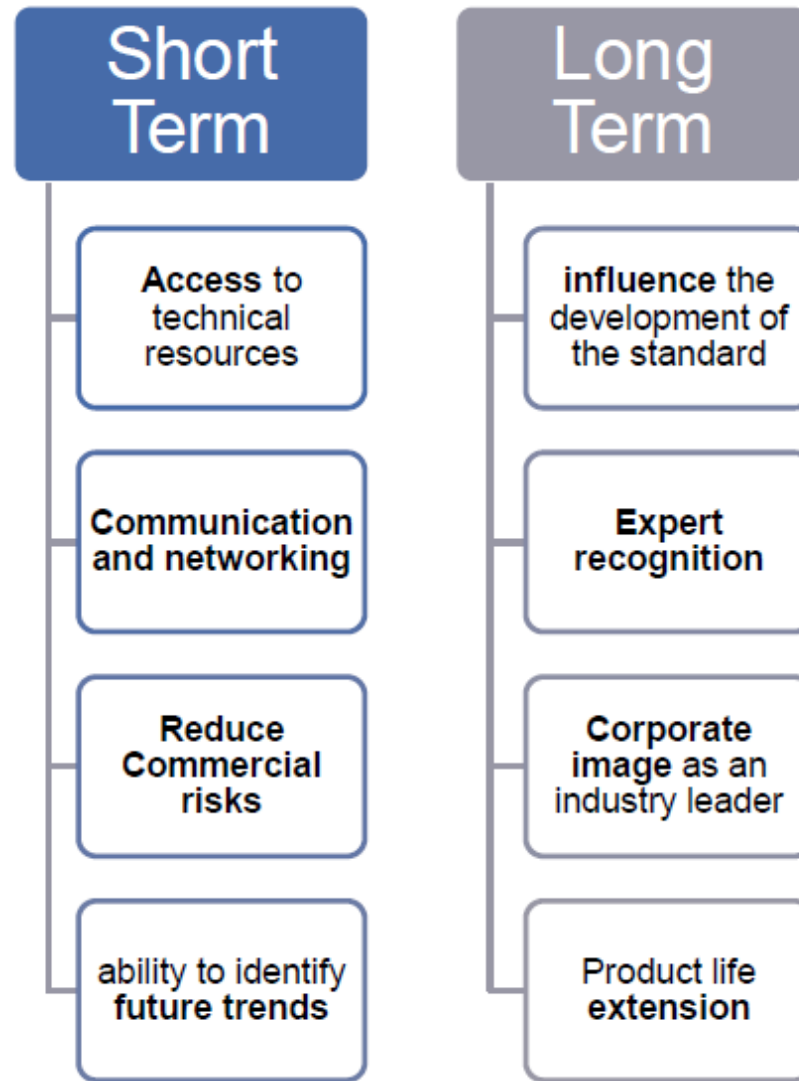 Short
Term
Access to
technical
resources
Communication
and networking
Reduce
Commercial
risks
ability to identify
future trends
Long
Term
influence the
development of
the standard
Expert
recognition
Corporate
image as an
industry leader
Product life
extension